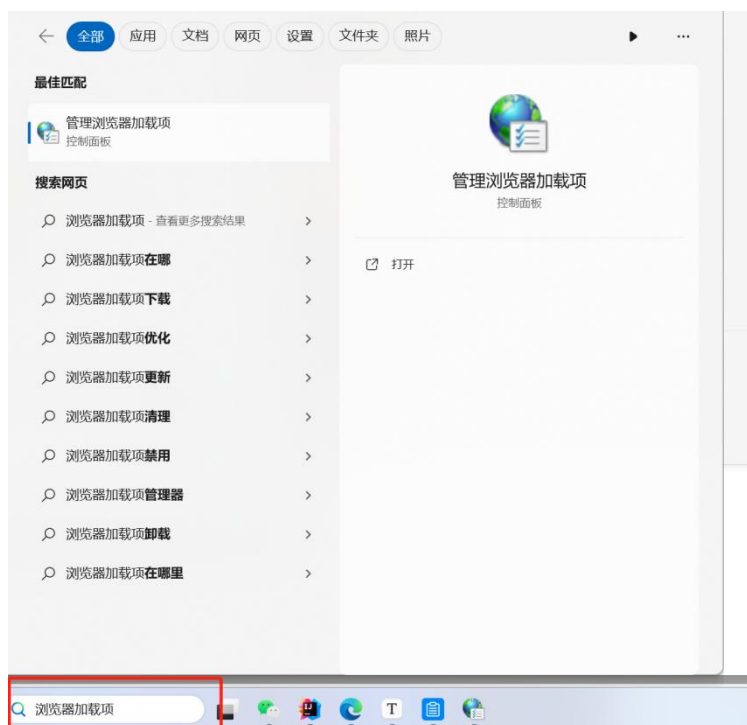 全部 应用 文档 网页 设置 文件夹 照片
最佳匹配
管理浏览器加载项
控制面板
搜索网页
浏览器加载项 - 查看更多搜索结果
浏览器加载项在哪
浏览器加载项下载
浏览器加载项优化
浏览器加载项更新
浏览器加载项清理
浏览器加载项禁用
浏览器加载项管理器
浏览器加载项卸载
浏览器加载项在哪里
管理浏览器加载项
控制面板
打开
浏览器加载项
T